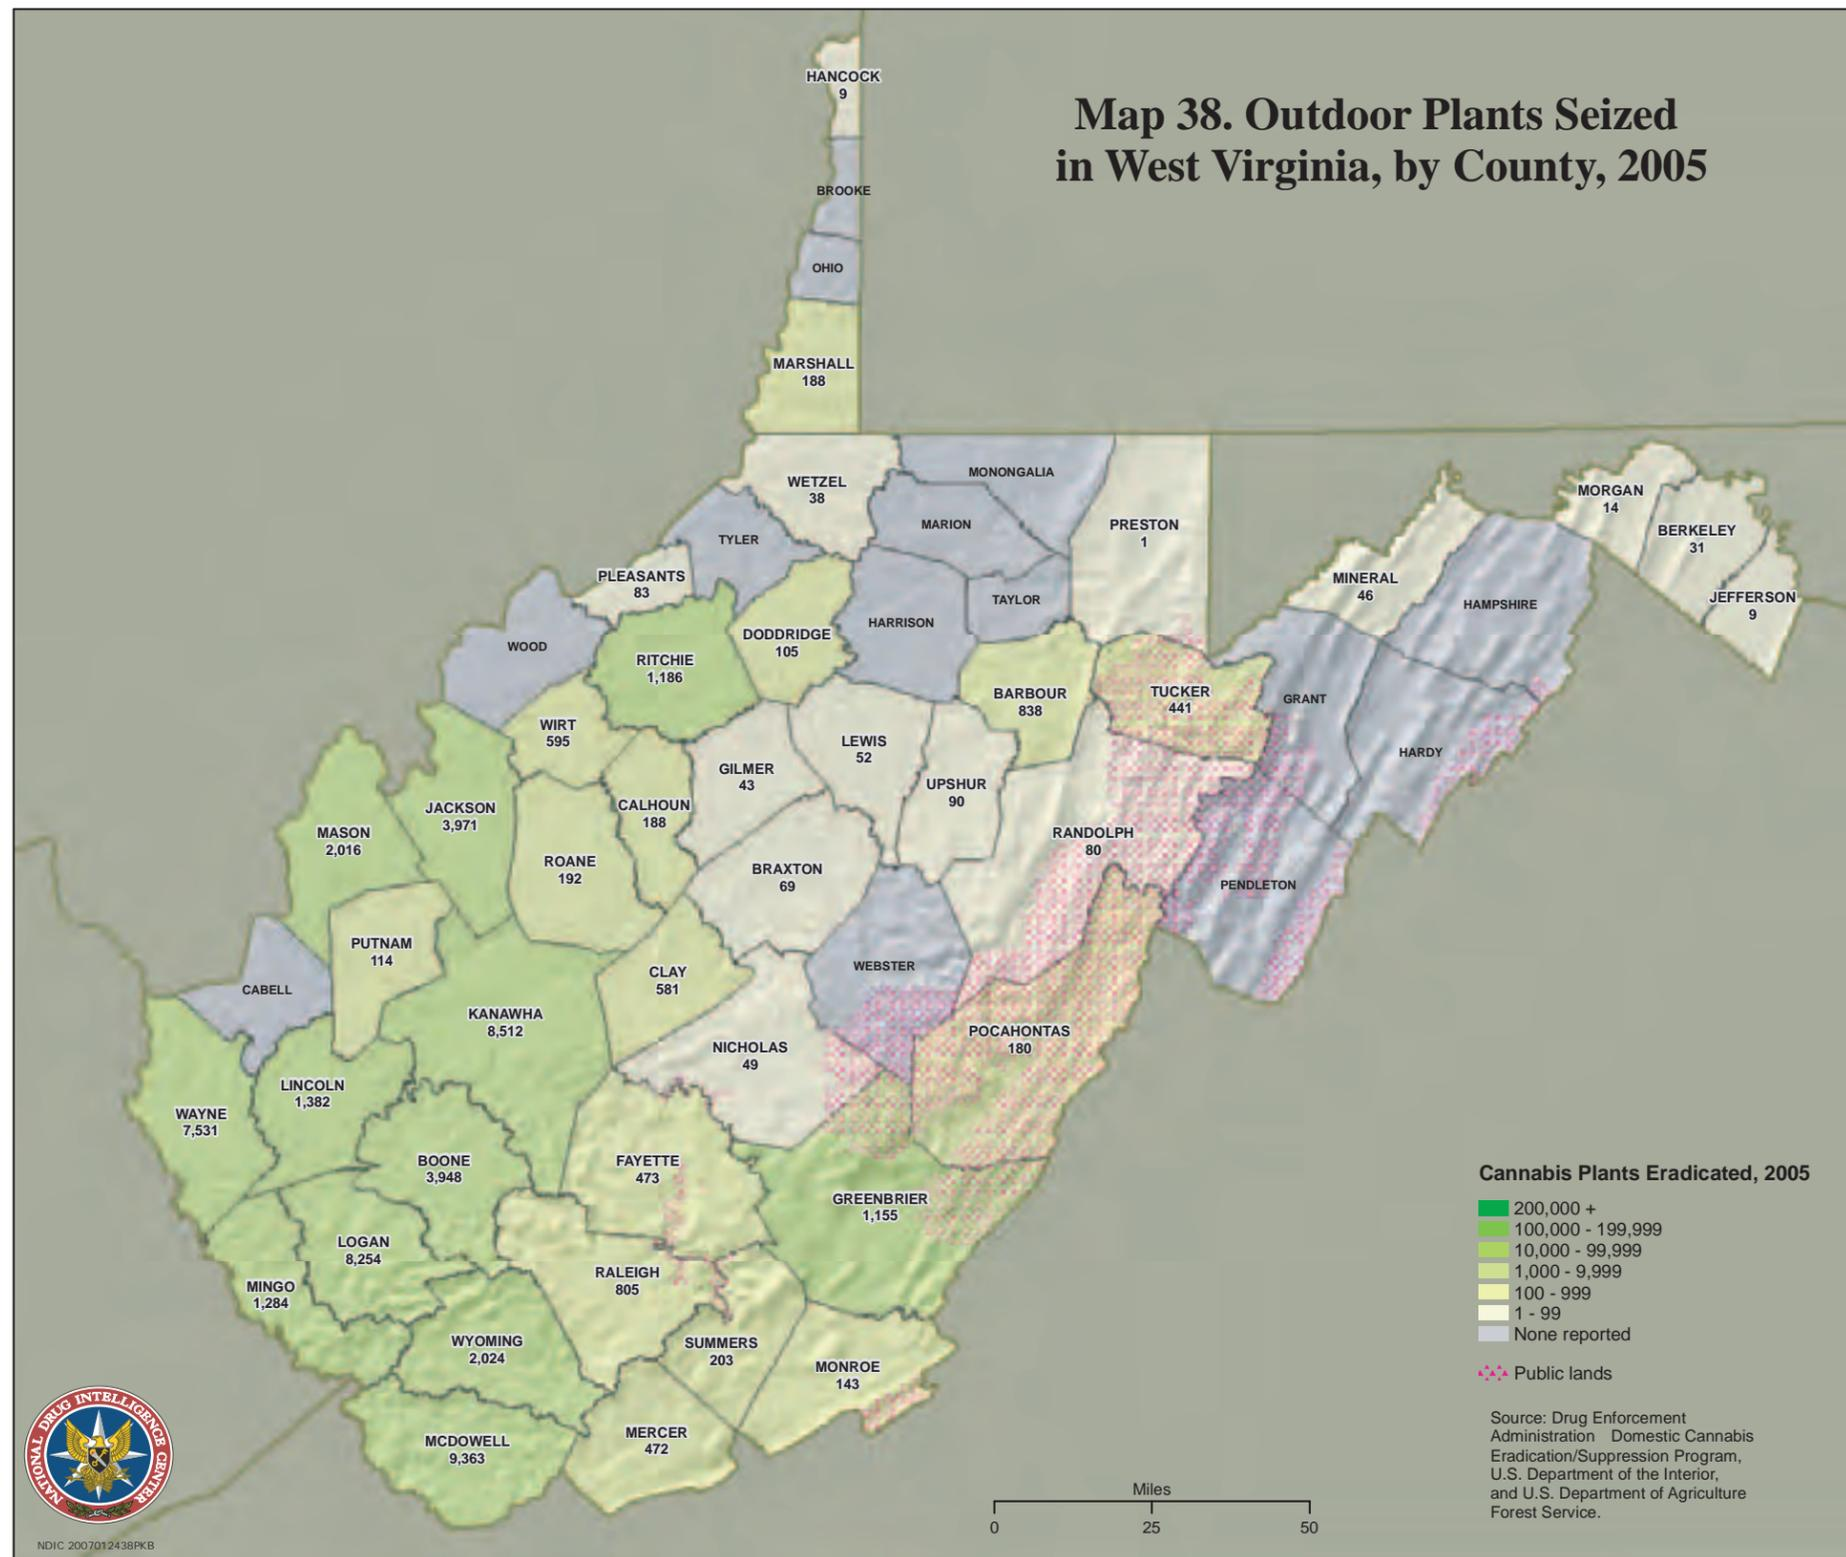 Map 38. Outdoor Plants Seized
in West Virginia, by County, 2005
HANCOCK
9
BROOKE
OHIO
MARSHALL
188
WETZEL
38
MONONGALIA
MARION
PRESTON
1
TYLER
PLEASANTS
83
TAYLOR
HARRISON
DODDRIDGE
105
WOOD
RITCHIE
1,186
MORGAN
14
BERKELEY
31
JEFFERSON
9
MINERAL
46
HAMPSHIRE
BARBOUR
838
TUCKER
441
GRANT
HARDY
WIRT
595
LEWIS
52
GILMER
43
UPSHUR
90
CALHOUN
188
JACKSON
3,971
MASON
2,016
ROANE
192
BRAXTON
69
RANDOLPH
80
PENDLETON
PUTNAM
114
CABELL
CLAY
581
WEBSTER
KANAWHA
8,512
NICHOLAS
49
POCAHONTAS
180
LINCOLN
1,382
WAYNE
7,531
BOONE
3,948
FAYETTE
473
GREENBRIER
1,155
LOGAN
8,254
MINGO
1,284
RALEIGH
805
WYOMING
2,024
SUMMERS
203
MONROE
143
MCDOWELL
9,363
MERCER
472
Cannabis Plants Eradicated, 2005
200,000 +
100,000 - 199,999
10,000 - 99,999
1,000 - 9,999
100 - 999
1 - 99
None reported
Public lands
Source: Drug Enforcement
Administration Domestic Cannabis
Eradication/Suppression Program,
U.S. Department of the Interior,
and U.S. Department of Agriculture
Forest Service.
Miles
0 25 50
NATIONAL DRUG INTELLIGENCE CENTER
NDIC 2007012438PKB